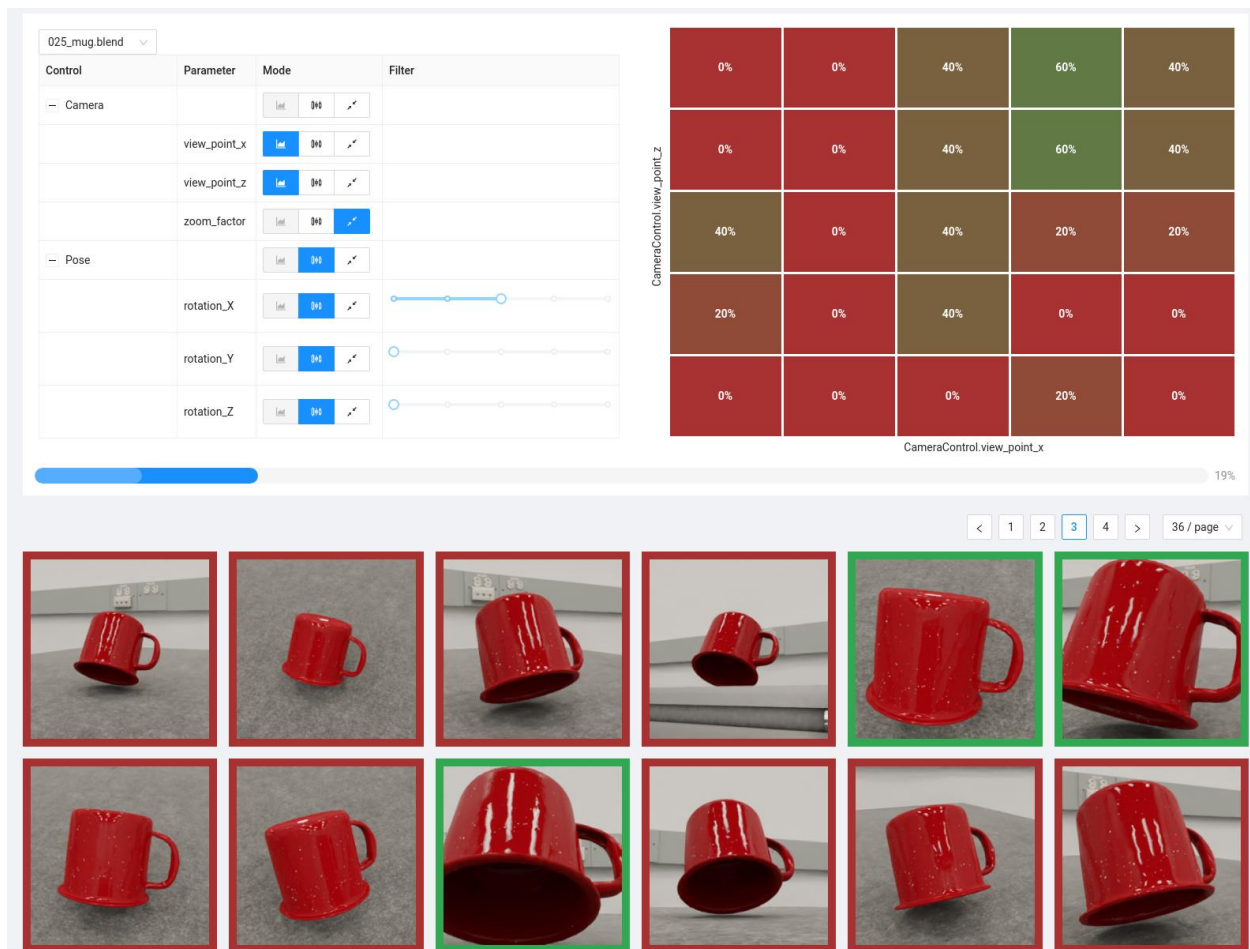 025_mug.blend
Control Parameter Mode Filter
Camera
view_point_x
view_point_z
zoom_factor
Pose
rotation_X
rotation_Y
rotation_Z
CameraControl.view_point_z
0% 0% 40% 60% 40%
0% 0% 40% 60% 40%
40% 0% 40% 20% 20%
20% 0% 40% 0% 0%
0% 0% 0% 20% 0%
CameraControl.view_point_x
19%
< 1 2 3 4 > 36 / page